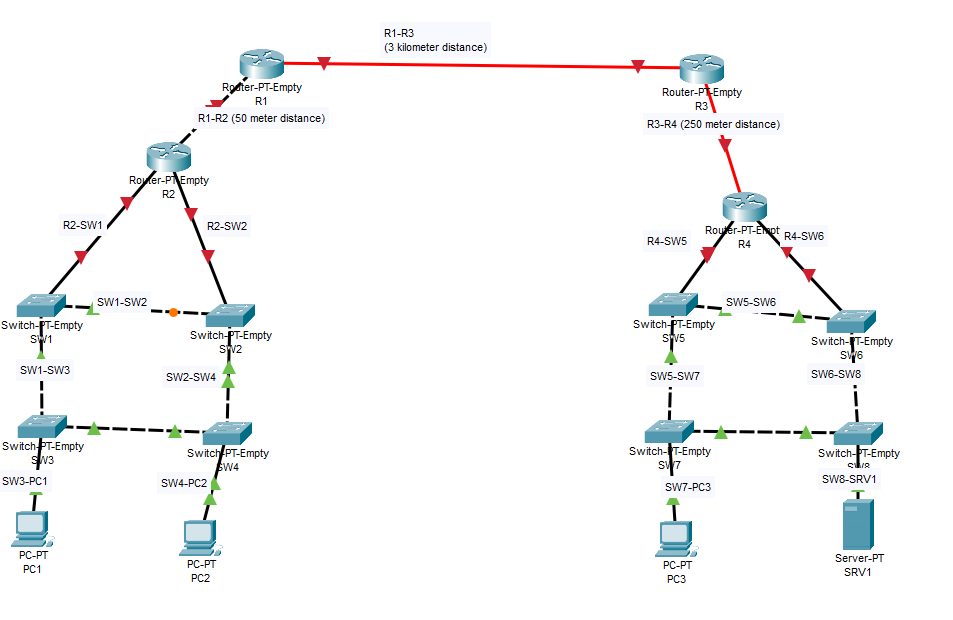 R1-R3
(3 kilometer distance)
Router-PT-Empty
R1
Router-PT-Empty
R3
R1-R2 (50 meter distance)
R3-R4 (250 meter distance)
Router-PT-Empty
R2
R2-SW1
R2-SW2
Router-PT-Empt
R4
R4-SW5
R4-SW6
SW1-SW2
SW5-SW6
Switch-PT-Empty
SW1
Switch-PT-Empty
SW2
Switch-PT-Empty
SW5
Switch-PT-Empty
SW6
SW1-SW3
SW2-SW4
SW5-SW7
SW6-SW8
Switch-PT-Empty
SW3
Switch-PT-Empty
SW4
Switch-PT-Empty
SW7
Switch-PT-Empty
SW8
SW3-PC1
SW4-PC2
SW7-PC3
SW8-SRV1
PC-PT
PC1
PC-PT
PC2
PC-PT
PC3
Server-PT
SRV1